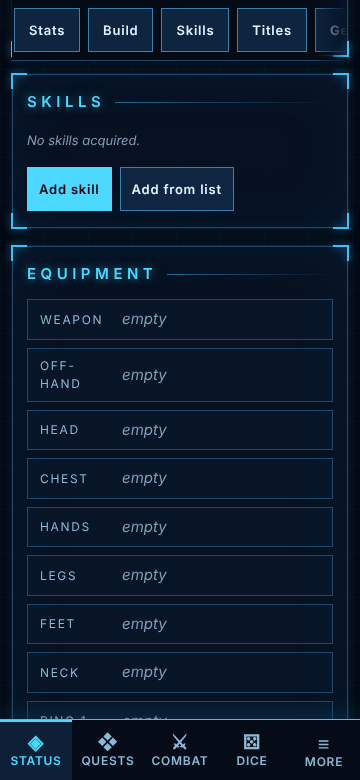 Stats Build Skills Titles Ge
SKILLS
No skills acquired.
Add skill Add from list
EQUIPMENT
WEAPON empty
OFF-
HAND empty
HEAD empty
CHEST empty
HANDS empty
LEGS empty
FEET empty
NECK empty
STATUS QUESTS COMBAT DICE MORE